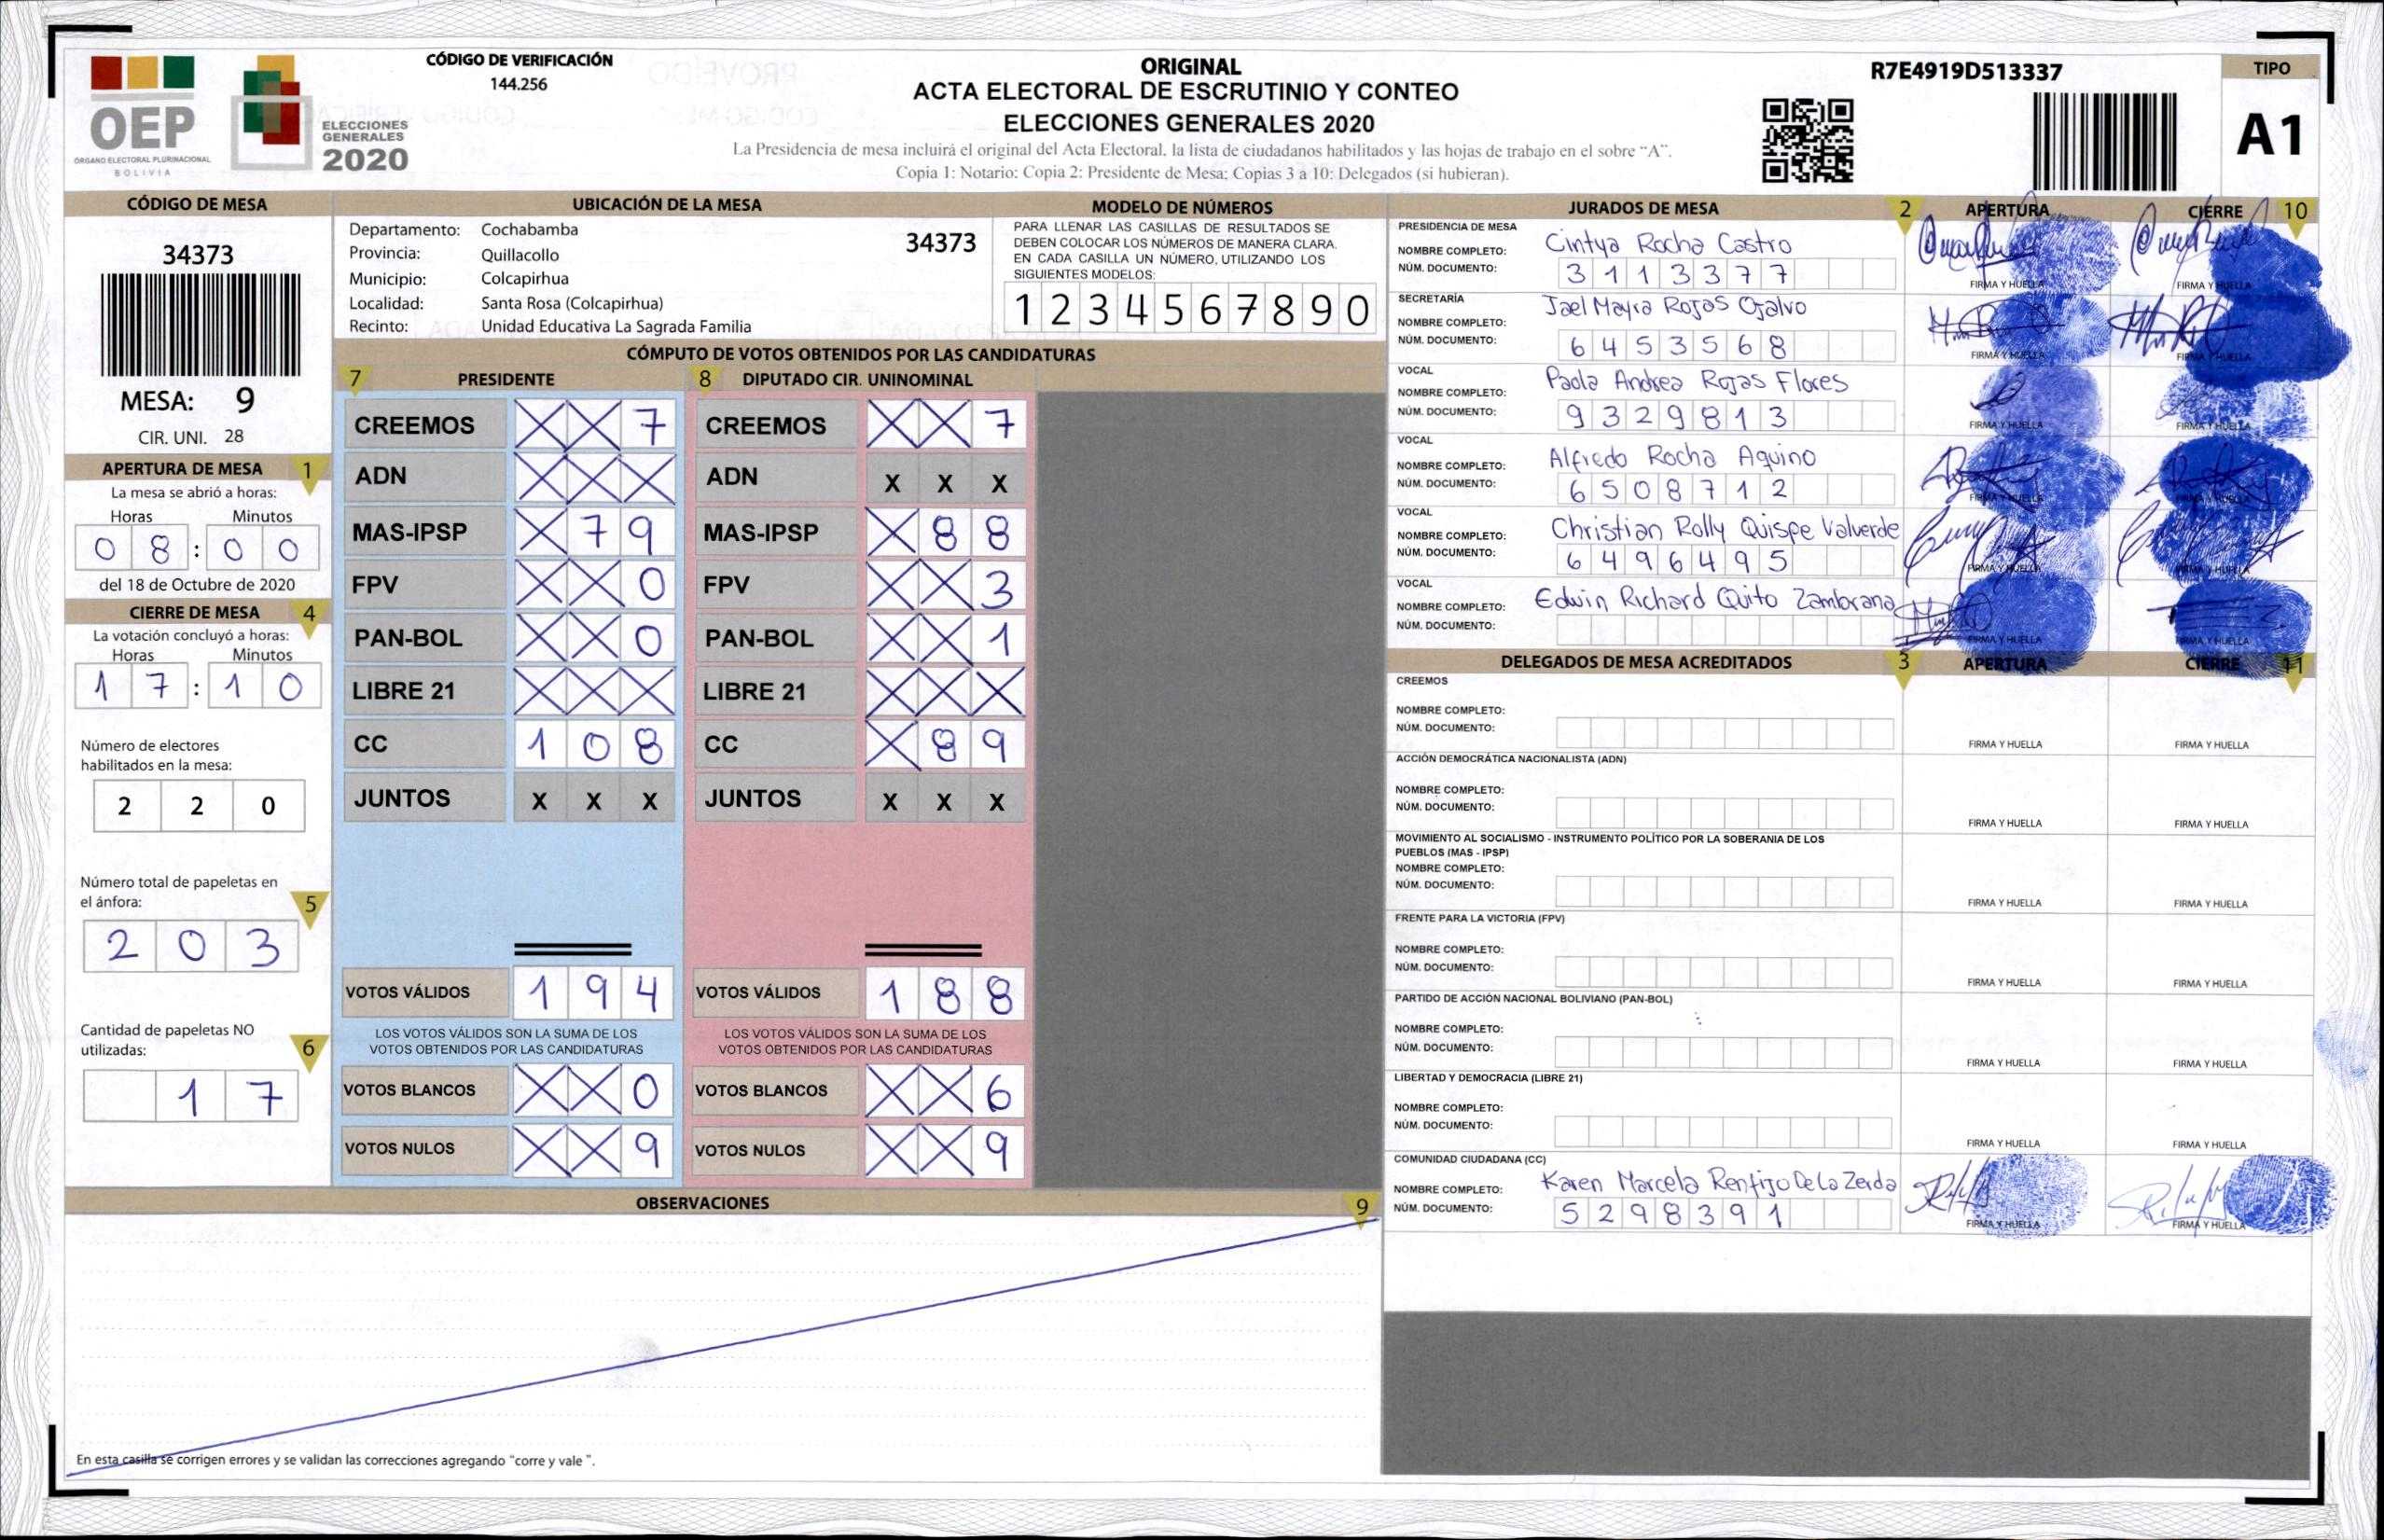 OEP
ÓRGANO ELECTORAL PLURINACIONAL
BOLIVIA
ELECCIONES
GENERALES
2020
CÓDIGO DE VERIFICACIÓN
144.256
ORIGINAL
ACTA ELECTORAL DE ESCRUTINIO Y CONTEO
ELECCIONES GENERALES 2020
La Presidencia de mesa incluirá el original del Acta Electoral, la lista de ciudadanos habilitados y las hojas de trabajo en el sobre "A".
Copia 1: Notario; Copia 2: Presidente de Mesa; Copias 3 a 10: Delegados (si hubieran).
R7E4919D513337
TIPO
A1
CÓDIGO DE MESA
34373
MESA: 9
CIR. UNI. 28
APERTURA DE MESA 1
La mesa se abrió a horas:
Horas Minutos
0 8 : 0 0
del 18 de Octubre de 2020
CIERRE DE MESA 4
La votación concluyó a horas:
Horas Minutos
1 7 : 1 0
Número de electores
habilitados en la mesa:
2 2 0
Número total de papeletas en
el ánfora: 5
2 0 3
Cantidad de papeletas NO
utilizadas: 6
1 7
UBICACIÓN DE LA MESA
Departamento: Cochabamba
34373
Provincia: Quillacollo
Municipio: Colcapirhua
Localidad: Santa Rosa (Colcapirhua)
Recinto: Unidad Educativa La Sagrada Familia
MODELO DE NÚMEROS
PARA LLENAR LAS CASILLAS DE RESULTADOS SE
DEBEN COLOCAR LOS NÚMEROS DE MANERA CLARA.
EN CADA CASILLA UN NÚMERO, UTILIZANDO LOS
SIGUIENTES MODELOS:
1 2 3 4 5 6 7 8 9 0
CÓMPUTO DE VOTOS OBTENIDOS POR LAS CANDIDATURAS
7 PRESIDENTE
CREEMOS X X 7
ADN X X X
MAS-IPSP X 7 9
FPV X X 0
PAN-BOL X X 0
LIBRE 21 X X X
CC 1 0 8
JUNTOS X X X
VOTOS VÁLIDOS 1 9 4
LOS VOTOS VÁLIDOS SON LA SUMA DE LOS
VOTOS OBTENIDOS POR LAS CANDIDATURAS
VOTOS BLANCOS X X 0
VOTOS NULOS X X 9
8 DIPUTADO CIR. UNINOMINAL
CREEMOS X X 7
ADN X X X
MAS-IPSP X 8 8
FPV X X 3
PAN-BOL X X 1
LIBRE 21 X X X
CC X 8 9
JUNTOS X X X
VOTOS VÁLIDOS 1 8 8
LOS VOTOS VÁLIDOS SON LA SUMA DE LOS
VOTOS OBTENIDOS POR LAS CANDIDATURAS
VOTOS BLANCOS X X 6
VOTOS NULOS X X 9
OBSERVACIONES 9
En esta casilla se corrigen errores y se validan las correcciones agregando "corre y vale ".
JURADOS DE MESA 2 APERTURA CIERRE 10
PRESIDENCIA DE MESA
NOMBRE COMPLETO: Cintya Rocha Castro
NÚM. DOCUMENTO: 3 1 1 3 3 7 7
FIRMA Y HUELLA FIRMA Y HUELLA
SECRETARÍA
NOMBRE COMPLETO: Jael Mayra Rojas Ojalvo
NÚM. DOCUMENTO: 6 4 5 3 5 6 8
FIRMA Y HUELLA FIRMA Y HUELLA
VOCAL
NOMBRE COMPLETO: Paola Andrea Rojas Flores
NÚM. DOCUMENTO: 9 3 2 9 8 1 3
FIRMA Y HUELLA FIRMA Y HUELLA
VOCAL
NOMBRE COMPLETO: Alfredo Rocha Aquino
NÚM. DOCUMENTO: 6 5 0 8 7 1 2
FIRMA Y HUELLA FIRMA Y HUELLA
VOCAL
NOMBRE COMPLETO: Christian Rolly Quispe Valverde
NÚM. DOCUMENTO: 6 4 9 6 4 9 5
FIRMA Y HUELLA FIRMA Y HUELLA
VOCAL
NOMBRE COMPLETO: Edwin Richard Quito Zambrana
NÚM. DOCUMENTO:
FIRMA Y HUELLA FIRMA Y HUELLA
DELEGADOS DE MESA ACREDITADOS 3 APERTURA CIERRE 11
CREEMOS
NOMBRE COMPLETO:
NÚM. DOCUMENTO:
FIRMA Y HUELLA FIRMA Y HUELLA
ACCIÓN DEMOCRÁTICA NACIONALISTA (ADN)
NOMBRE COMPLETO:
NÚM. DOCUMENTO:
FIRMA Y HUELLA FIRMA Y HUELLA
MOVIMIENTO AL SOCIALISMO - INSTRUMENTO POLÍTICO POR LA SOBERANIA DE LOS
PUEBLOS (MAS - IPSP)
NOMBRE COMPLETO:
NÚM. DOCUMENTO:
FIRMA Y HUELLA FIRMA Y HUELLA
FRENTE PARA LA VICTORIA (FPV)
NOMBRE COMPLETO:
NÚM. DOCUMENTO:
FIRMA Y HUELLA FIRMA Y HUELLA
PARTIDO DE ACCIÓN NACIONAL BOLIVIANO (PAN-BOL)
NOMBRE COMPLETO:
NÚM. DOCUMENTO:
FIRMA Y HUELLA FIRMA Y HUELLA
LIBERTAD Y DEMOCRACIA (LIBRE 21)
NOMBRE COMPLETO:
NÚM. DOCUMENTO:
FIRMA Y HUELLA FIRMA Y HUELLA
COMUNIDAD CIUDADANA (CC)
NOMBRE COMPLETO: Karen Marcela Renfijo De La Zerda
NÚM. DOCUMENTO: 5 2 9 8 3 9 1
FIRMA Y HUELLA FIRMA Y HUELLA